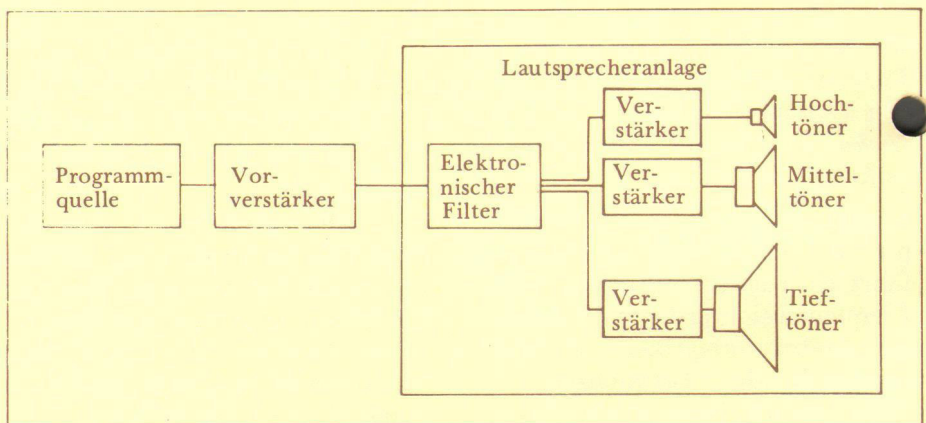 Lautsprecheranlage
Programm-
quelle
Vor-
verstärker
Elektro-
nischer
Filter
Ver-
stärker
Hoch-
töner
Ver-
stärker
Mittel-
töner
Ver-
stärker
Tief-
töner